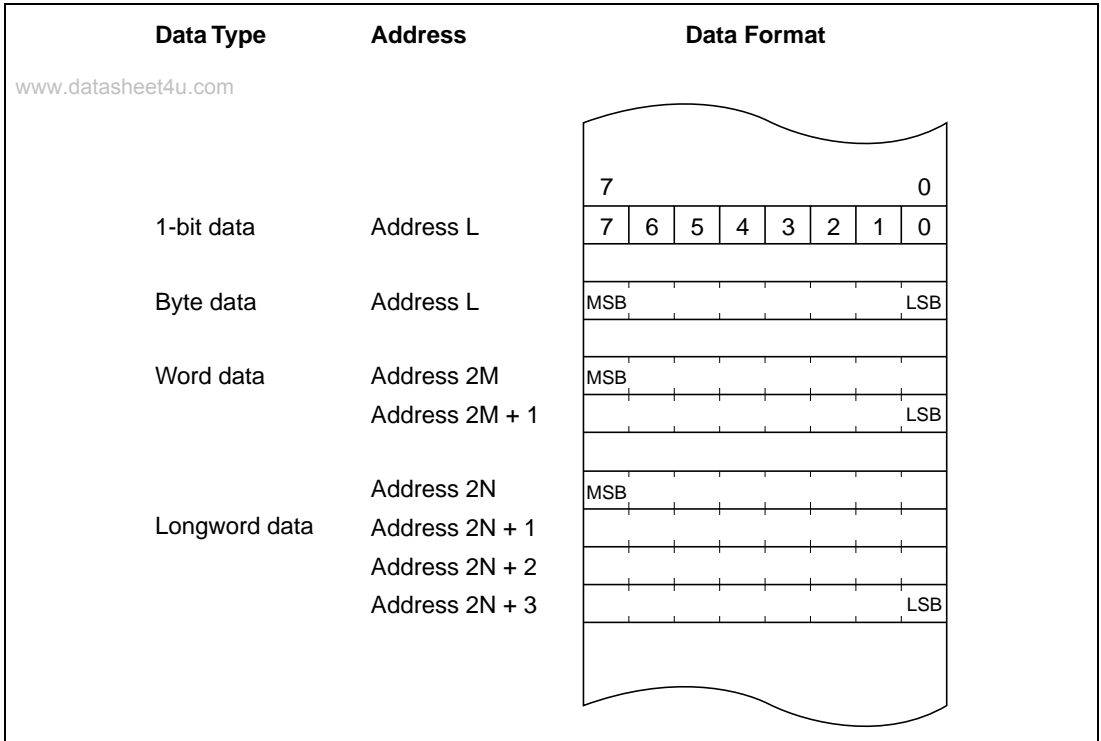 Data Type Address Data Format
www.datasheet4u.com
7 0
1-bit data Address L 7 6 5 4 3 2 1 0
Byte data Address L MSB LSB
Word data Address 2M MSB
Address 2M + 1 LSB
Address 2N MSB
Longword data Address 2N + 1
Address 2N + 2
Address 2N + 3 LSB